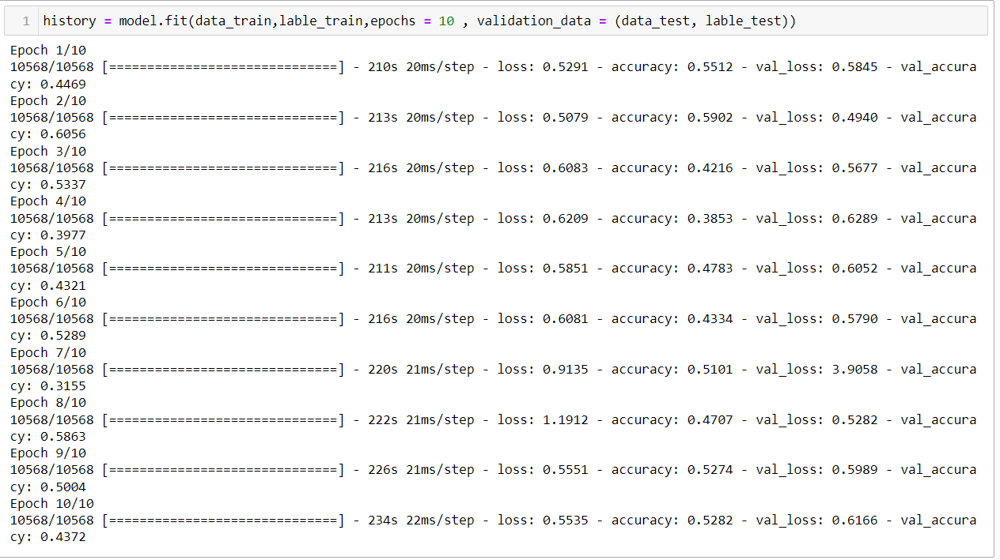 1 history = model.fit(data_train,lable_train,epochs = 10 , validation_data = (data_test, lable_test))
Epoch 1/10
10568/10568 [==============================] - 210s 20ms/step - loss: 0.5291 - accuracy: 0.5512 - val_loss: 0.5845 - val_accura
cy: 0.4469
Epoch 2/10
10568/10568 [==============================] - 213s 20ms/step - loss: 0.5079 - accuracy: 0.5902 - val_loss: 0.4940 - val_accura
cy: 0.6056
Epoch 3/10
10568/10568 [==============================] - 216s 20ms/step - loss: 0.6083 - accuracy: 0.4216 - val_loss: 0.5677 - val_accura
cy: 0.5337
Epoch 4/10
10568/10568 [==============================] - 213s 20ms/step - loss: 0.6209 - accuracy: 0.3853 - val_loss: 0.6289 - val_accura
cy: 0.3977
Epoch 5/10
10568/10568 [==============================] - 211s 20ms/step - loss: 0.5851 - accuracy: 0.4783 - val_loss: 0.6052 - val_accura
cy: 0.4321
Epoch 6/10
10568/10568 [==============================] - 216s 20ms/step - loss: 0.6081 - accuracy: 0.4334 - val_loss: 0.5790 - val_accura
cy: 0.5289
Epoch 7/10
10568/10568 [==============================] - 220s 21ms/step - loss: 0.9135 - accuracy: 0.5101 - val_loss: 3.9058 - val_accura
cy: 0.3155
Epoch 8/10
10568/10568 [==============================] - 222s 21ms/step - loss: 1.1912 - accuracy: 0.4707 - val_loss: 0.5282 - val_accura
cy: 0.5863
Epoch 9/10
10568/10568 [==============================] - 226s 21ms/step - loss: 0.5551 - accuracy: 0.5274 - val_loss: 0.5989 - val_accura
cy: 0.5004
Epoch 10/10
10568/10568 [==============================] - 234s 22ms/step - loss: 0.5535 - accuracy: 0.5282 - val_loss: 0.6166 - val_accura
cy: 0.4372